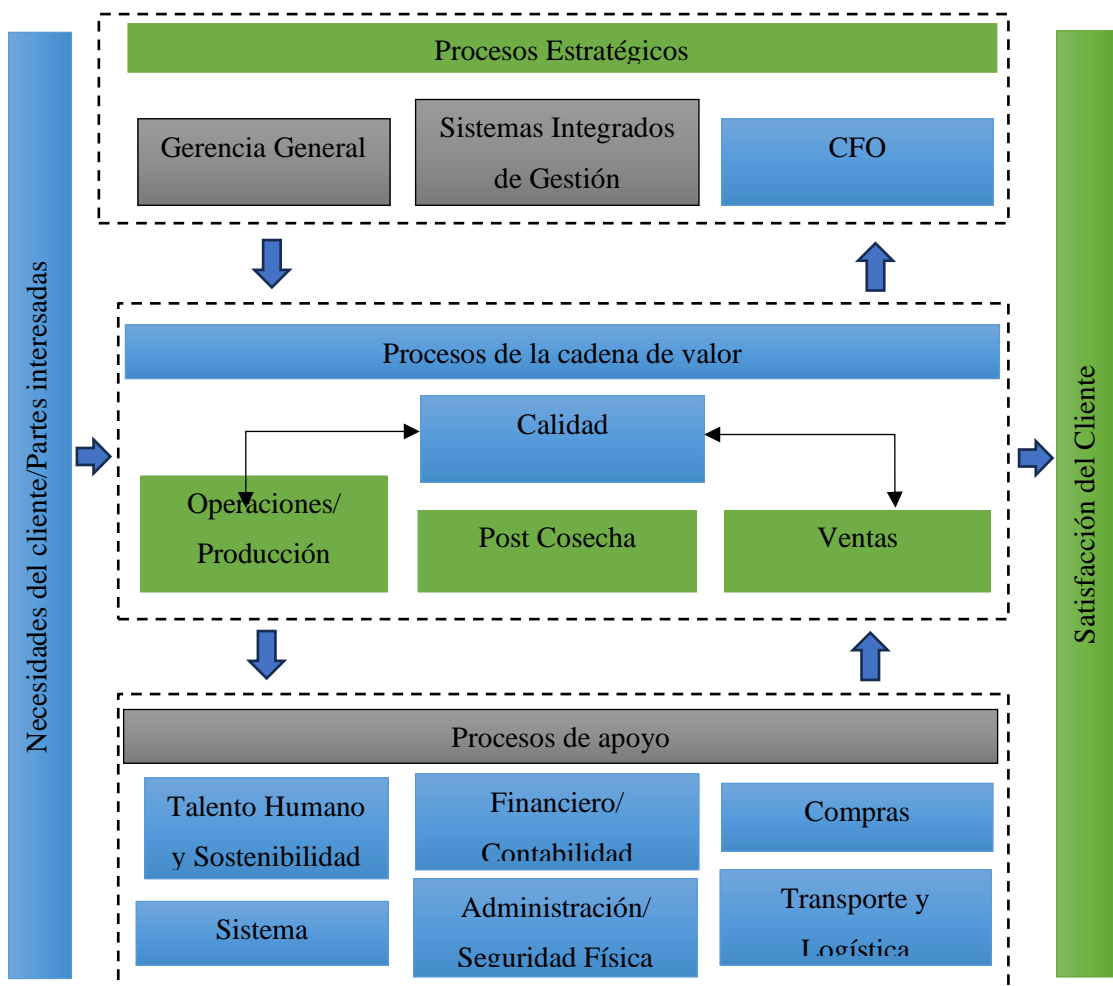 Necesidades del cliente/Partes interesadas
Procesos Estratégicos
Gerencia General
Sistemas Integrados
de Gestión
CFO
Procesos de la cadena de valor
Calidad
Operaciones/
Producción
Post Cosecha
Ventas
Procesos de apoyo
Talento Humano
y Sostenibilidad
Financiero/
Contabilidad
Compras
Sistema
Administración/
Seguridad Física
Transporte y
Logística
Satisfacción del Cliente